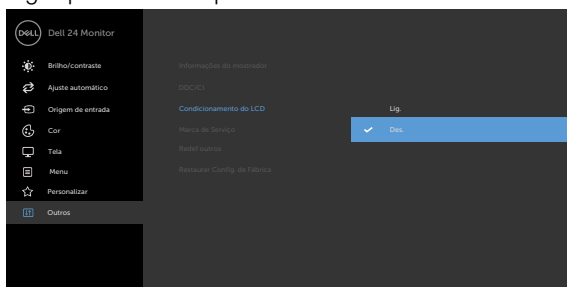 DELL Dell 24 Monitor
Brilho/contraste
Ajuste automático
Origem de entrada
Cor
Tela
Menu
Personalizar
Outros
Informações do mostrador
DDC/CI
Condicionamento do LCD
Marca de Serviço
Redef outros
Restaurar Config. de Fábrica
Lig.
Des.